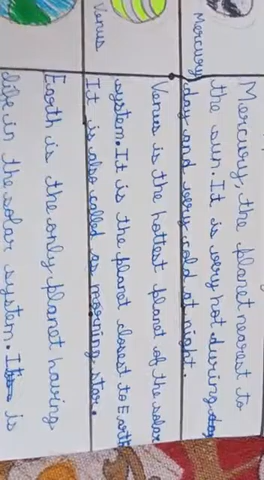 Mercury
Mercury, the planet nearest to
the sun. It is very hot during
day and very cold at night.
Venus
Venus is the hottest planet of the solar
system. It is the planet closest to Earth
It is also called as morning star.
Earth is the only planet having
life in the solar system. It is